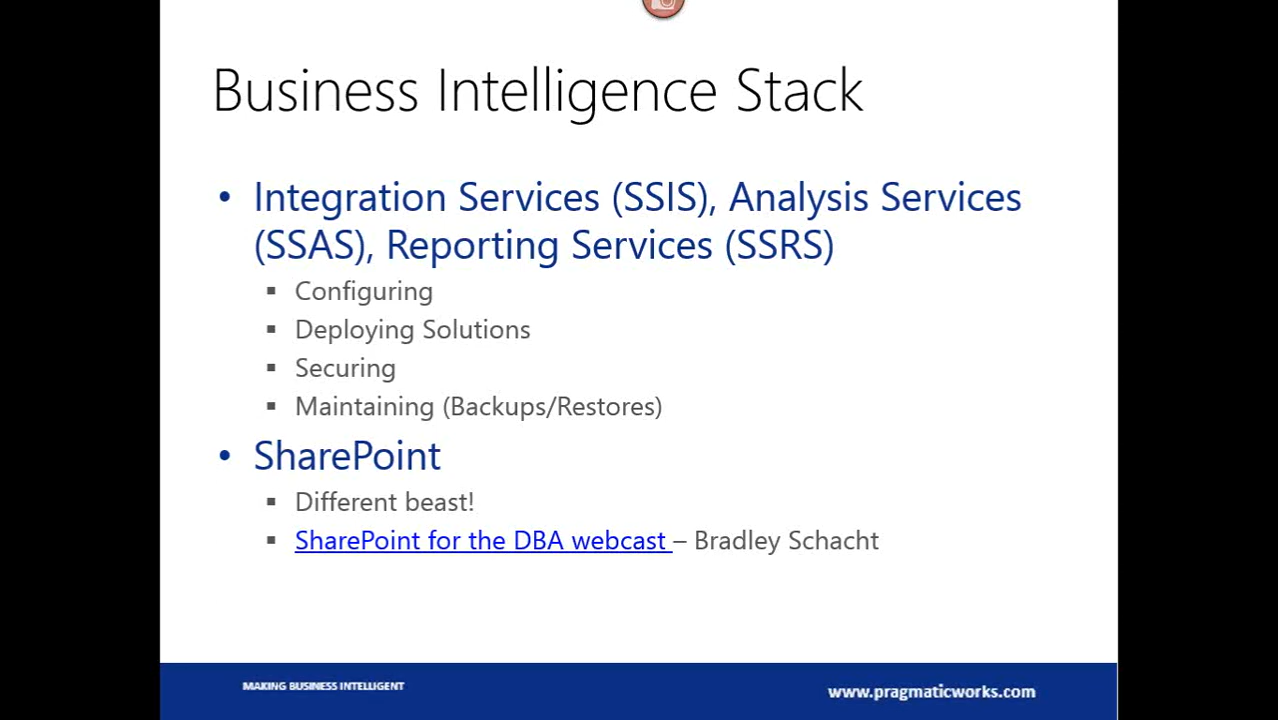 Business Intelligence Stack
• Integration Services (SSIS), Analysis Services
(SSAS), Reporting Services (SSRS)
▪ Configuring
▪ Deploying Solutions
▪ Securing
▪ Maintaining (Backups/Restores)
• SharePoint
▪ Different beast!
▪ SharePoint for the DBA webcast – Bradley Schacht
MAKING BUSINESS INTELLIGENT
www.pragmaticworks.com